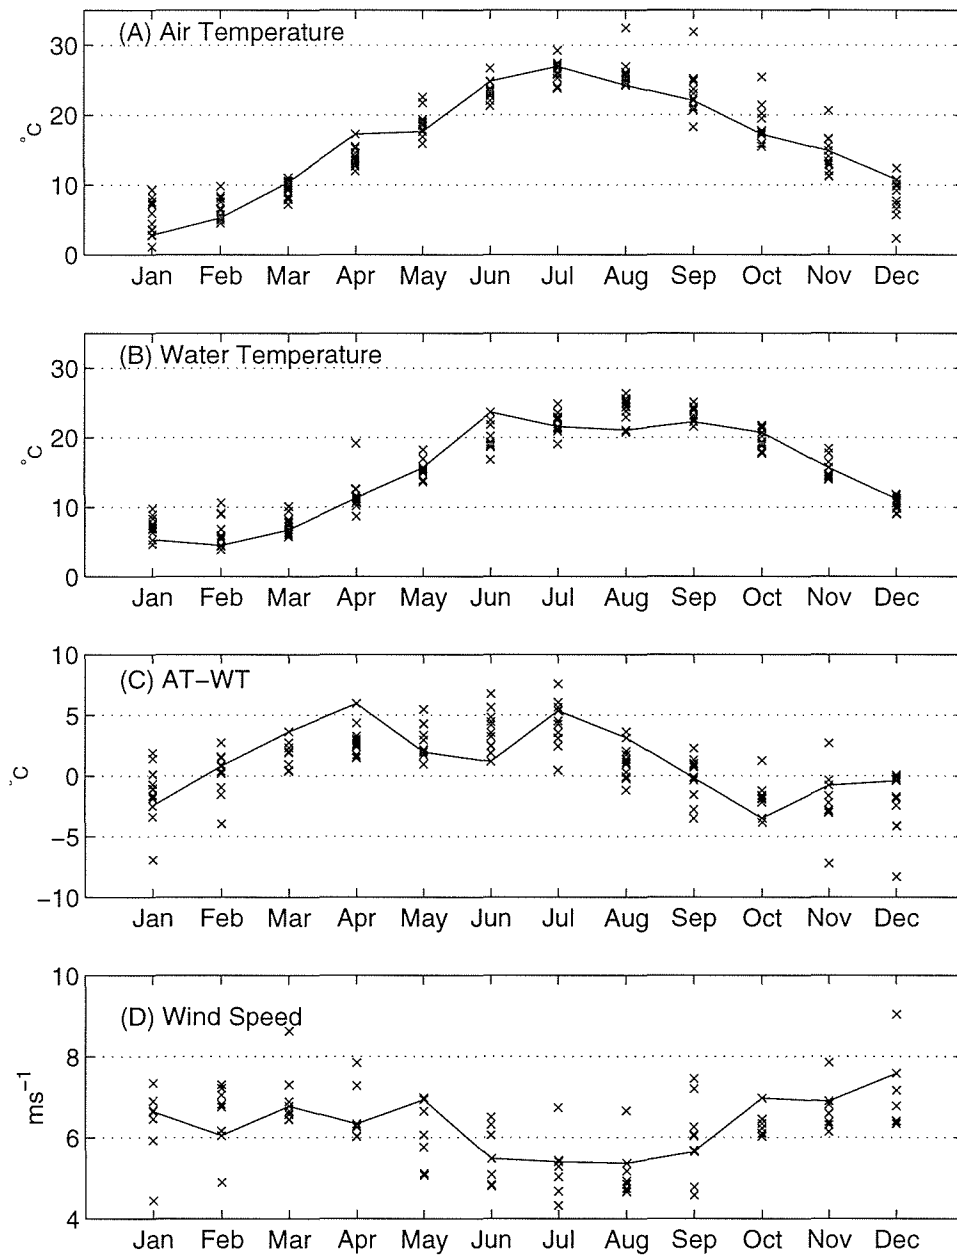 (A) Air Temperature
30
20
10
0
°C
Jan Feb Mar Apr May Jun Jul Aug Sep Oct Nov Dec
(B) Water Temperature
30
20
10
0
°C
Jan Feb Mar Apr May Jun Jul Aug Sep Oct Nov Dec
(C) AT−WT
10
5
0
−5
−10
°C
Jan Feb Mar Apr May Jun Jul Aug Sep Oct Nov Dec
(D) Wind Speed
10
8
6
4
ms⁻¹
Jan Feb Mar Apr May Jun Jul Aug Sep Oct Nov Dec